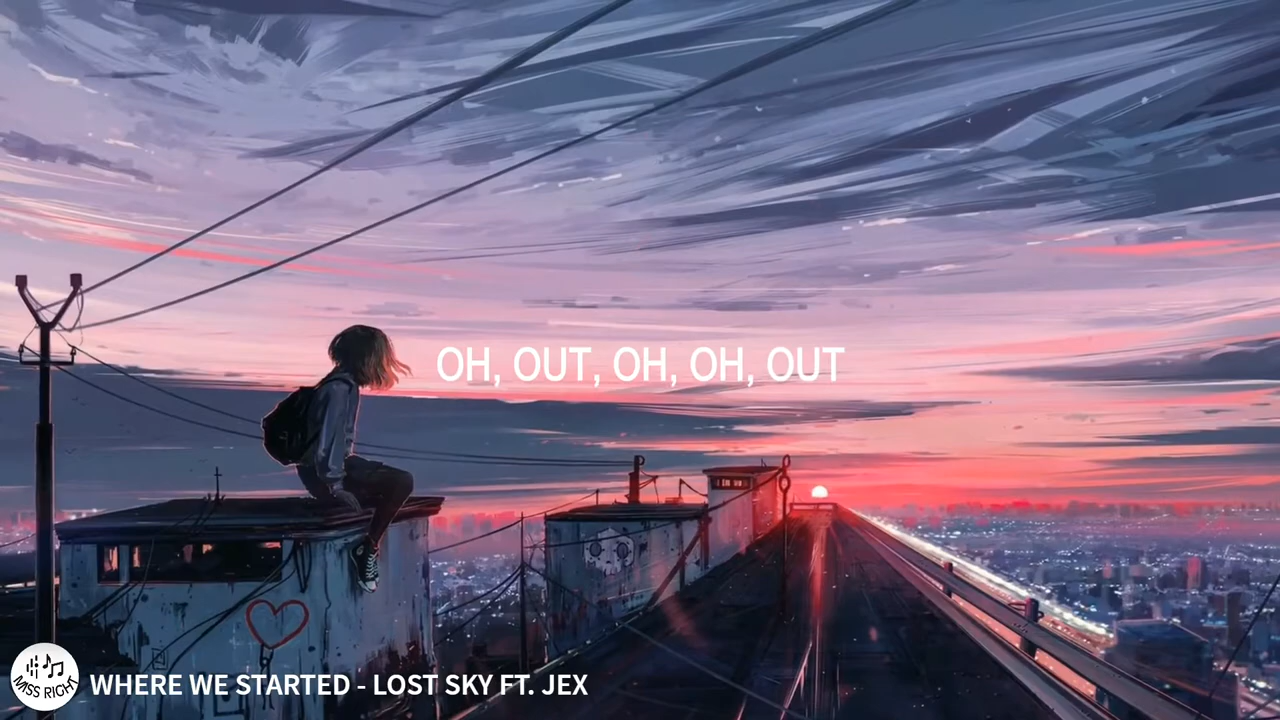 OH, OUT, OH, OH, OUT
MISS RIGHT
WHERE WE STARTED - LOST SKY FT. JEX